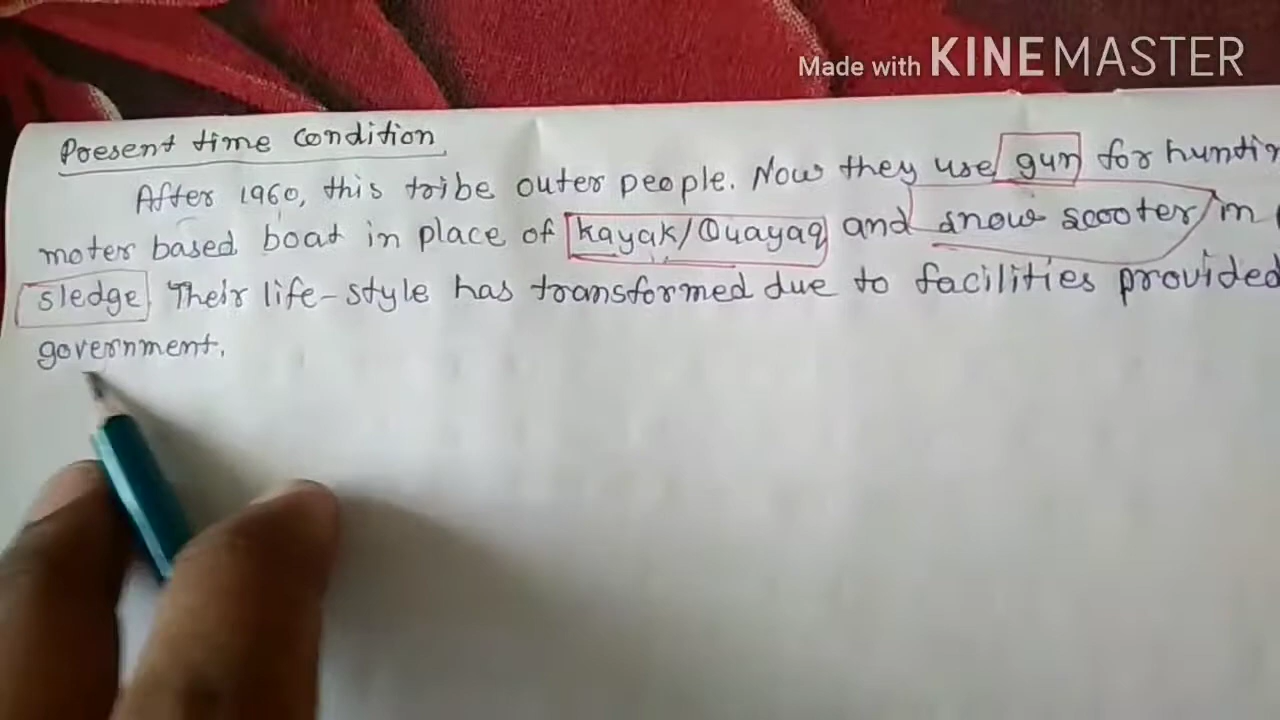 Made with KINEMASTER
Present time condition
After 1960, this tribe outer people. Now they use gun for huntin
moter based boat in place of kayak/Quayaq and snow scooter in
sledge Their life-style has transformed due to facilities provided
government.